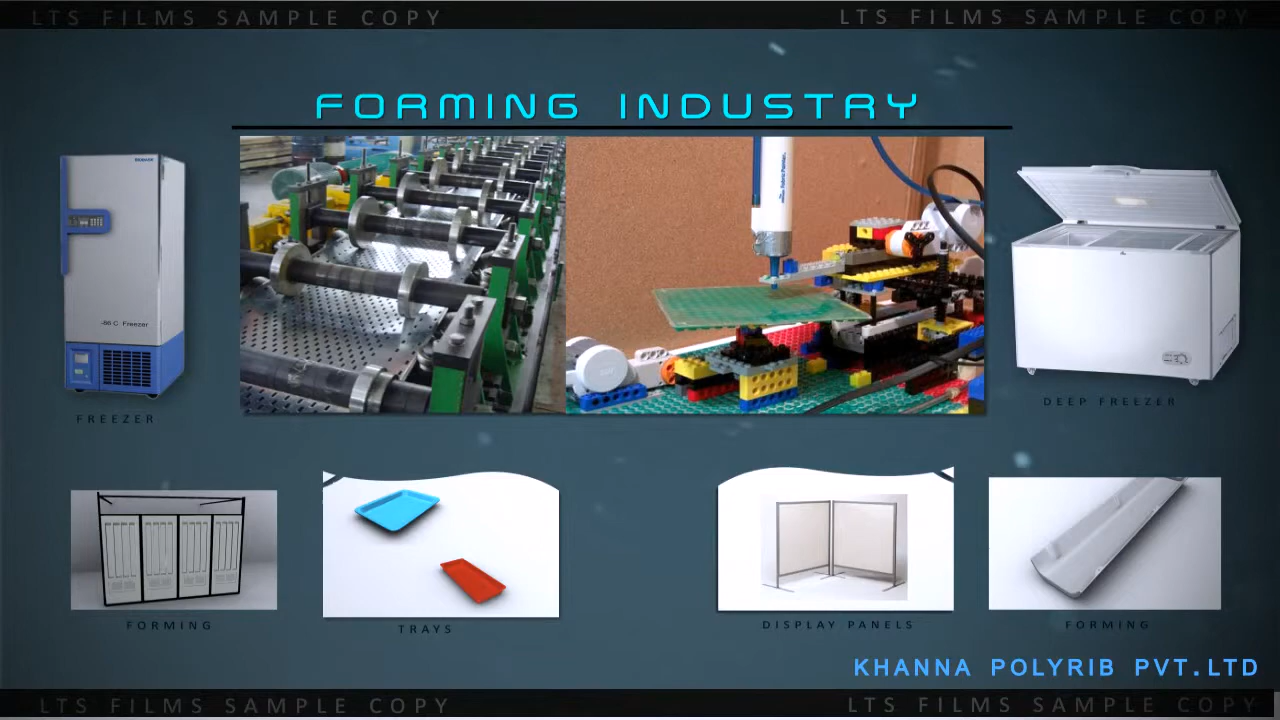 LTS FILMS SAMPLE COPY
LTS FILMS SAMPLE COPY
FORMING INDUSTRY
-86 C Freezer
FREEZER
DEEP FREEZER
FORMING
TRAYS
DISPLAY PANELS
FORMING
KHANNA POLYRIB PVT.LTD
LTS FILMS SAMPLE COPY
LTS FILMS SAMPLE COPY